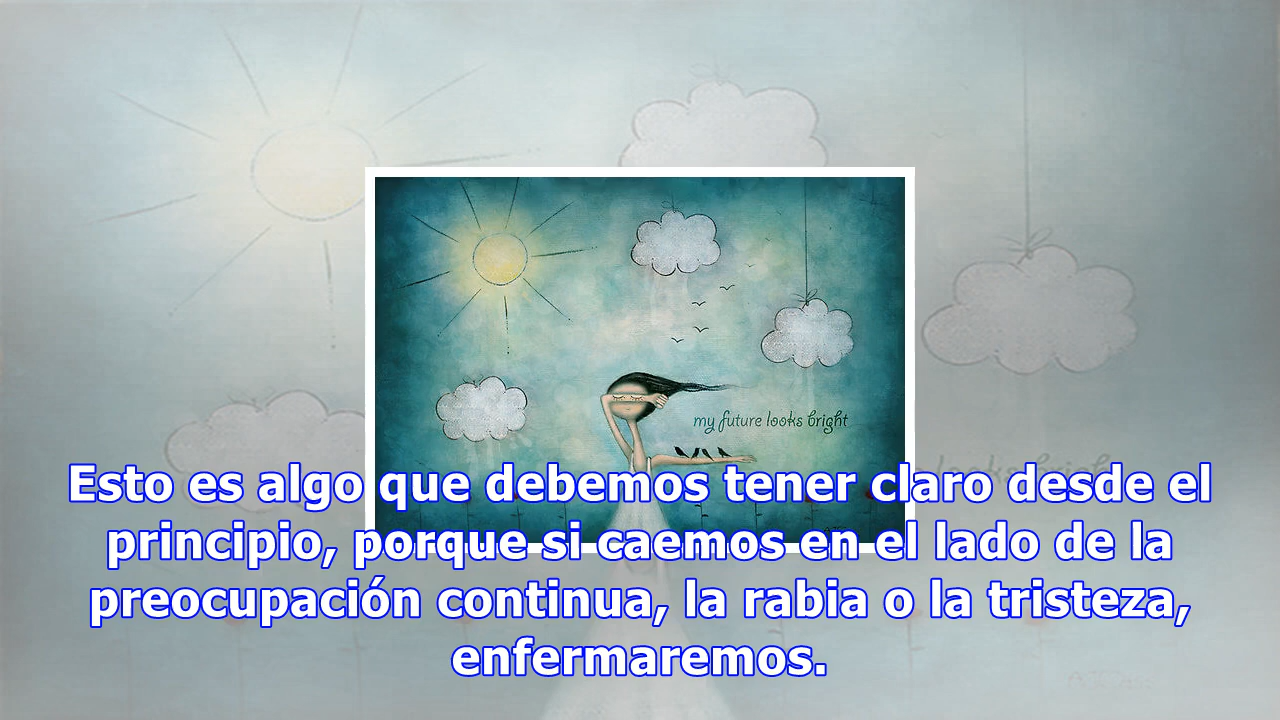 my future looks bright
Esto es algo que debemos tener claro desde el
principio, porque si caemos en el lado de la
preocupación continua, la rabia o la tristeza,
enfermaremos.